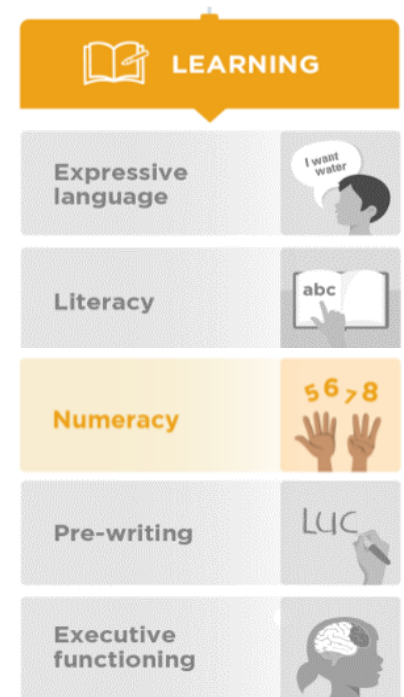 LEARNING
Expressive
language
I want
water
Literacy
abc
5 6 7 8
Numeracy
Pre-writing
LUC
Executive
functioning